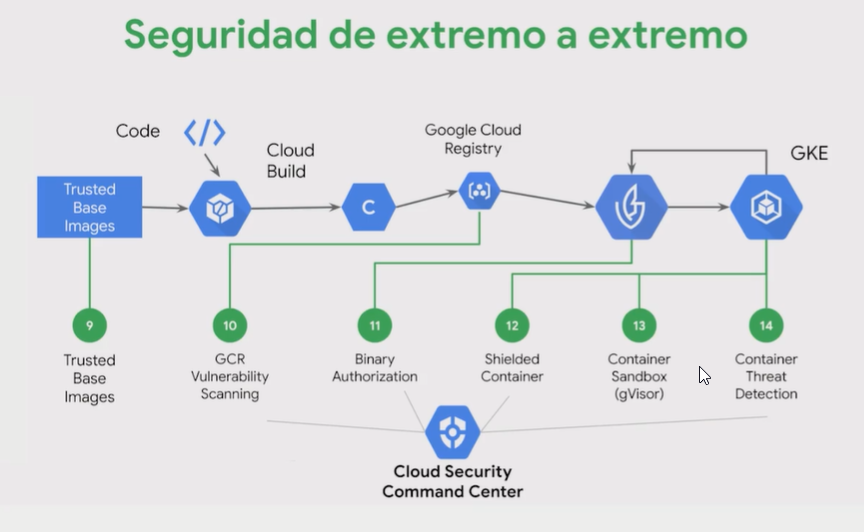 Seguridad de extremo a extremo
Code
</>
Cloud
Build
Google Cloud
Registry
GKE
Trusted
Base
Images
C
9
10
11
12
13
14
Trusted
Base
Images
GCR
Vulnerability
Scanning
Binary
Authorization
Shielded
Container
Container
Sandbox
(gVisor)
Container
Threat
Detection
Cloud Security
Command Center